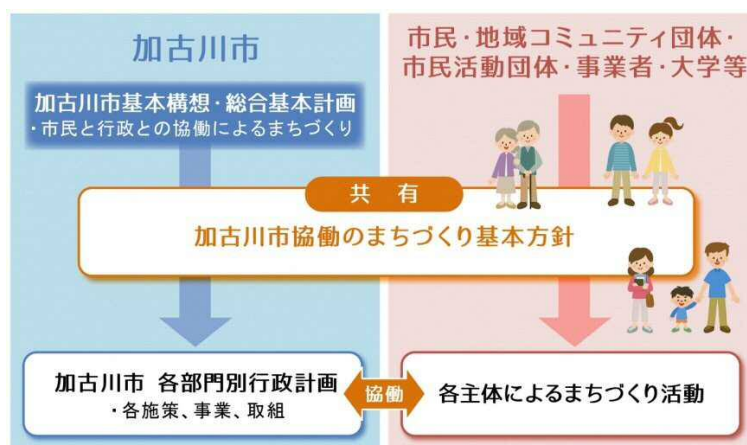 加古川市
加古川市基本構想・総合基本計画
・市民と行政との協働によるまちづくり
市民・地域コミュニティ団体・
市民活動団体・事業者・大学等
共有
加古川市協働のまちづくり基本方針
加古川市 各部門別行政計画
・各施策、事業、取組
協働
各主体によるまちづくり活動